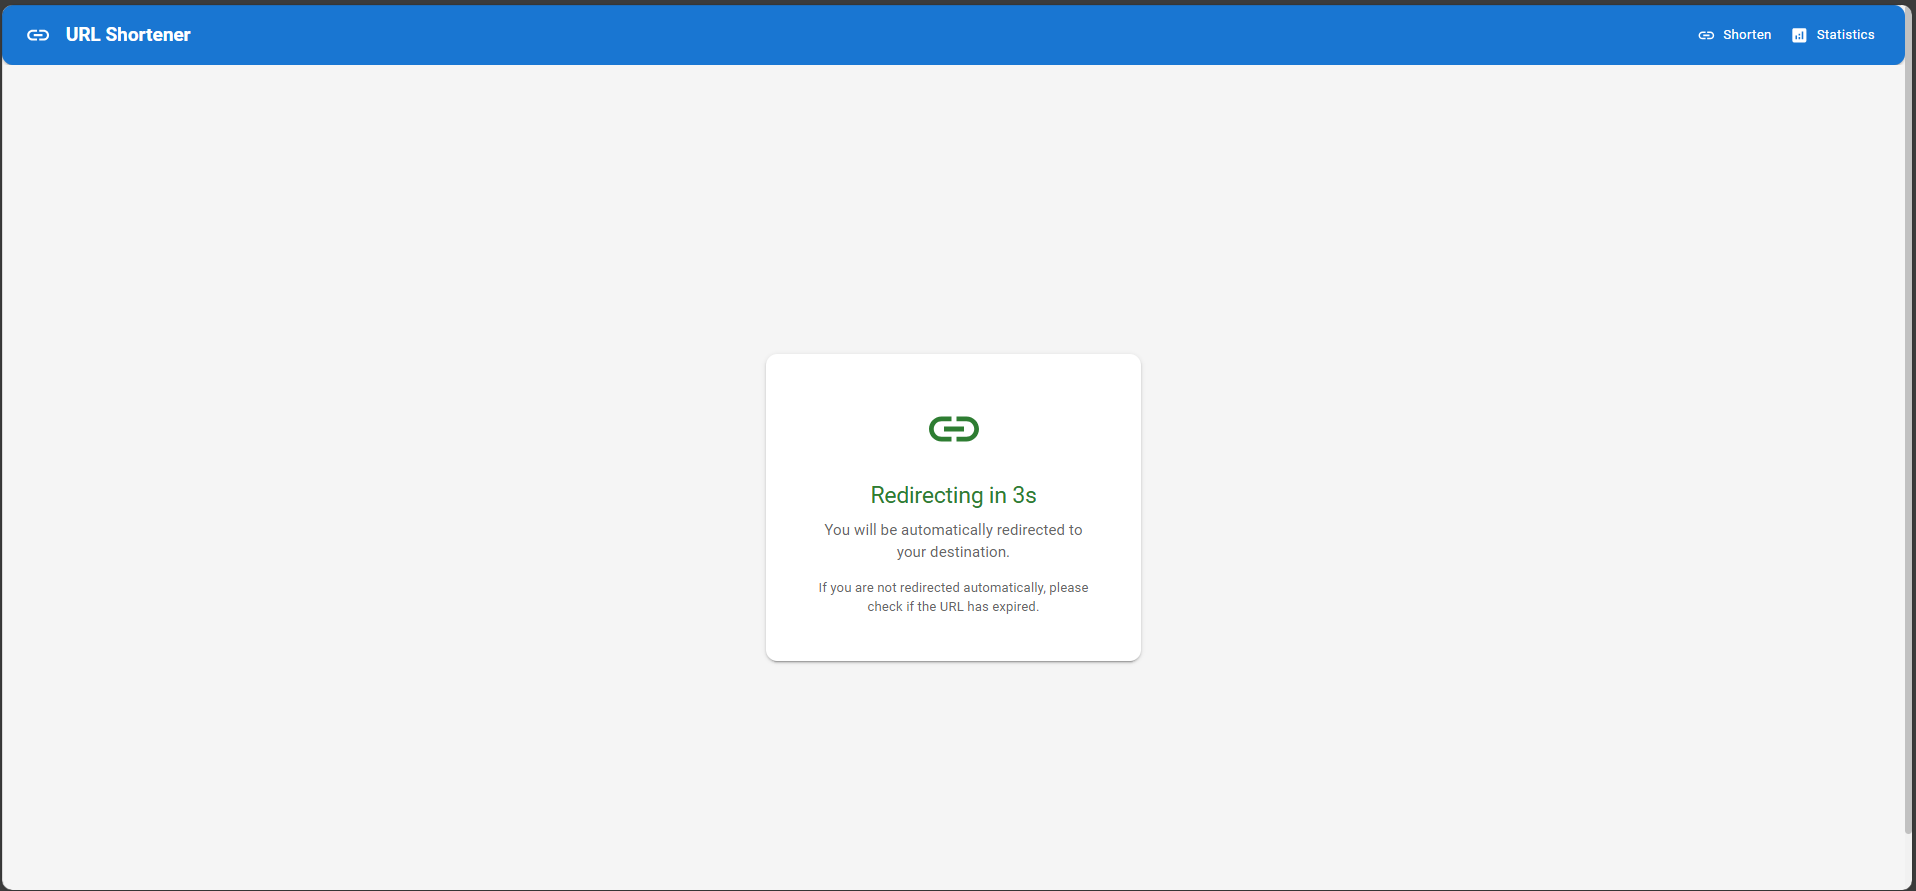 URL Shortener
Shorten
Statistics
Redirecting in 3s
You will be automatically redirected to
your destination.
If you are not redirected automatically, please
check if the URL has expired.